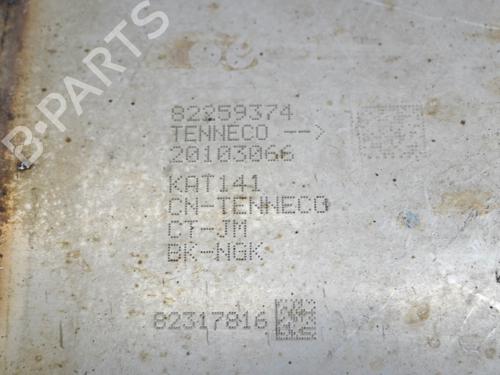 B-PARTS
82259374
TENNECO -->
20103066
KAT141
CN-TENNECO
CT-JM
BK-NGK
82317816